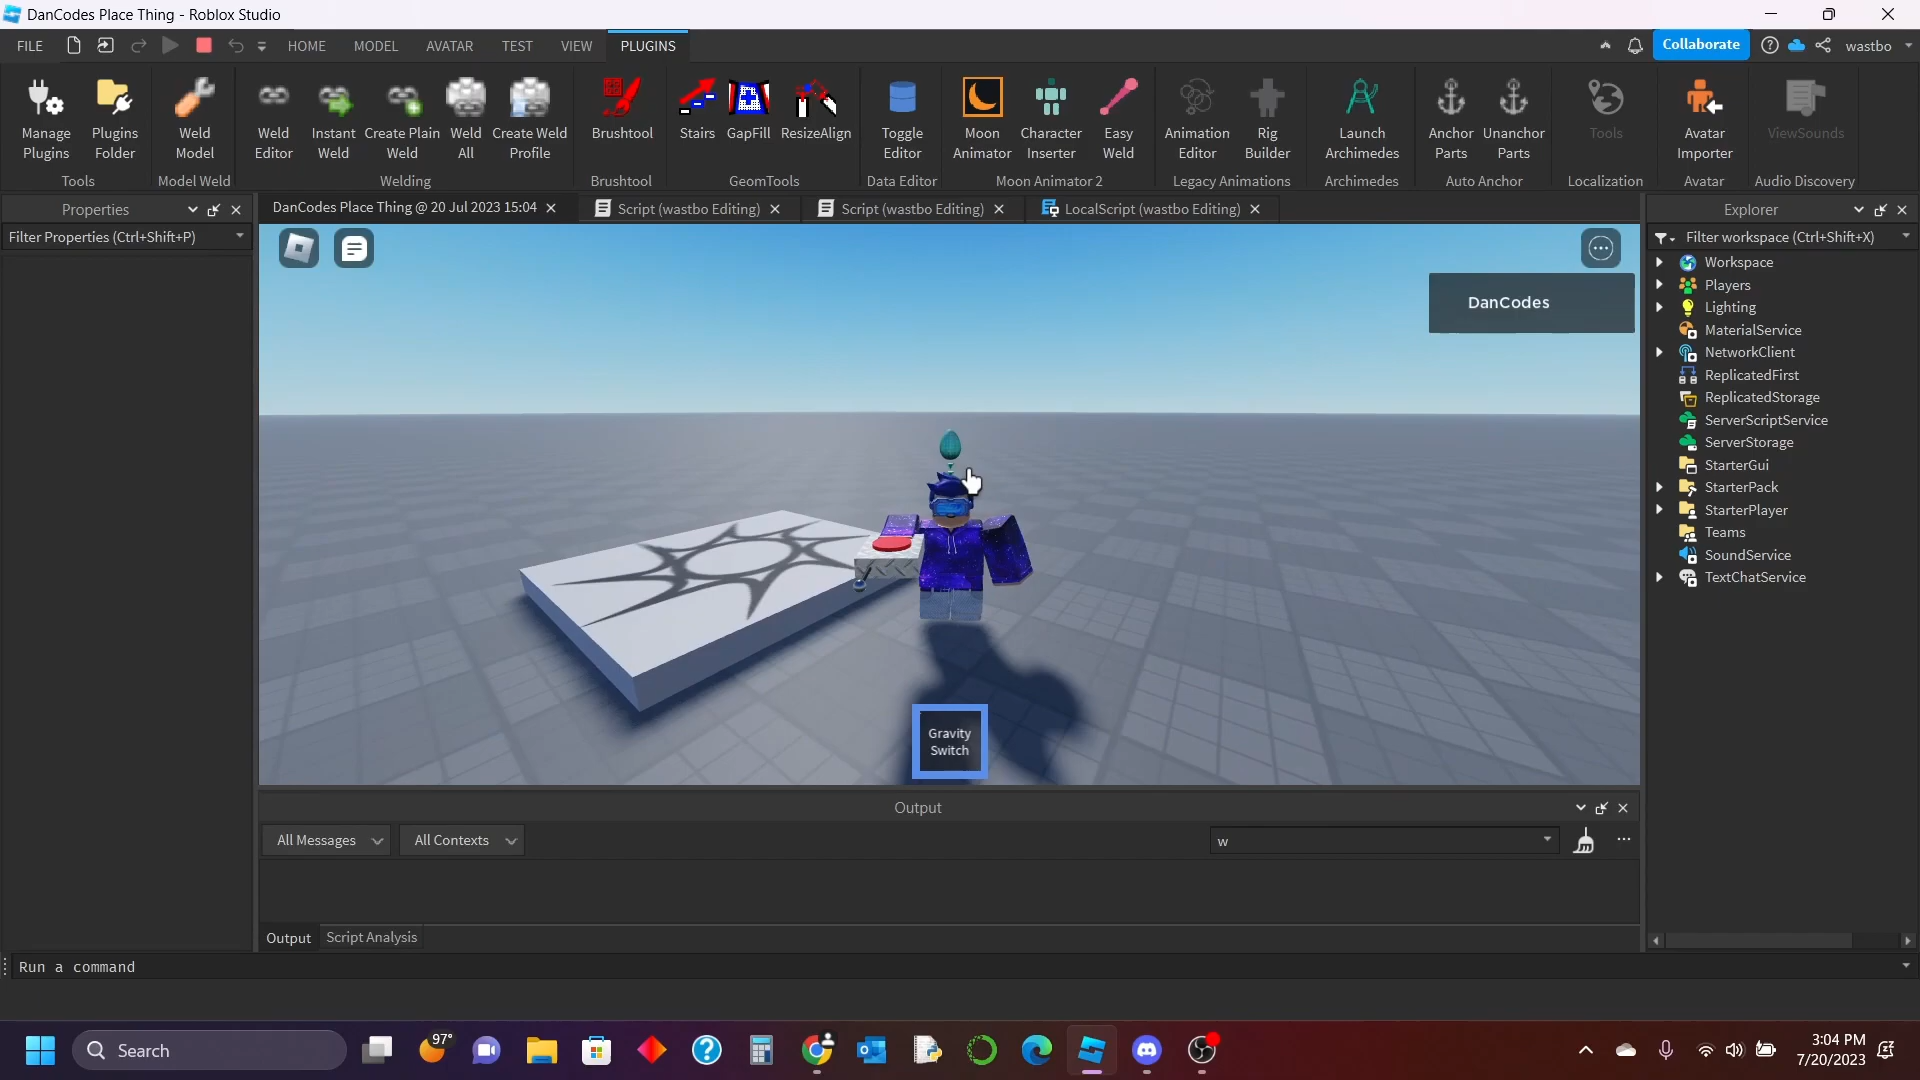 DanCodes Place Thing - Roblox Studio
FILE
HOME
MODEL
AVATAR
TEST
VIEW
PLUGINS
Collaborate
wastbo
Manage
Plugins
Plugins
Folder
Tools
Weld
Model
Model Weld
Weld
Editor
Instant
Weld
Create Plain
Weld
Weld
All
Create Weld
Profile
Welding
Brushtool
Brushtool
Stairs
GapFill
ResizeAlign
GeomTools
Toggle
Editor
Data Editor
Moon
Animator
Character
Inserter
Easy
Weld
Moon Animator 2
Animation
Editor
Rig
Builder
Legacy Animations
Launch
Archimedes
Archimedes
Anchor
Parts
Unanchor
Parts
Auto Anchor
Tools
Localization
Avatar
Importer
Avatar
ViewSounds
Audio Discovery
Properties
Filter Properties (Ctrl+Shift+P)
DanCodes Place Thing @ 20 Jul 2023 15:04
Script (wastbo Editing)
Script (wastbo Editing)
LocalScript (wastbo Editing)
DanCodes
Gravity
Switch
Explorer
Filter workspace (Ctrl+Shift+X)
Workspace
Players
Lighting
MaterialService
NetworkClient
ReplicatedFirst
ReplicatedStorage
ServerScriptService
ServerStorage
StarterGui
StarterPack
StarterPlayer
Teams
SoundService
TextChatService
Output
All Messages
All Contexts
w
Output
Script Analysis
Run a command
Search
97°
3:04 PM
7/20/2023